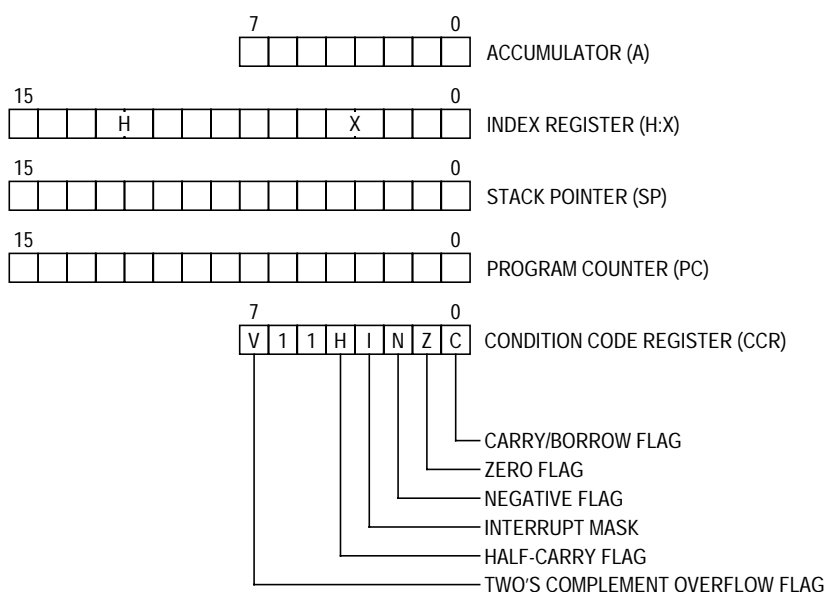 7 0
ACCUMULATOR (A)
15 0
H X INDEX REGISTER (H:X)
15 0
STACK POINTER (SP)
15 0
PROGRAM COUNTER (PC)
7 0
V 1 1 H I N Z C CONDITION CODE REGISTER (CCR)
CARRY/BORROW FLAG
ZERO FLAG
NEGATIVE FLAG
INTERRUPT MASK
HALF-CARRY FLAG
TWO'S COMPLEMENT OVERFLOW FLAG